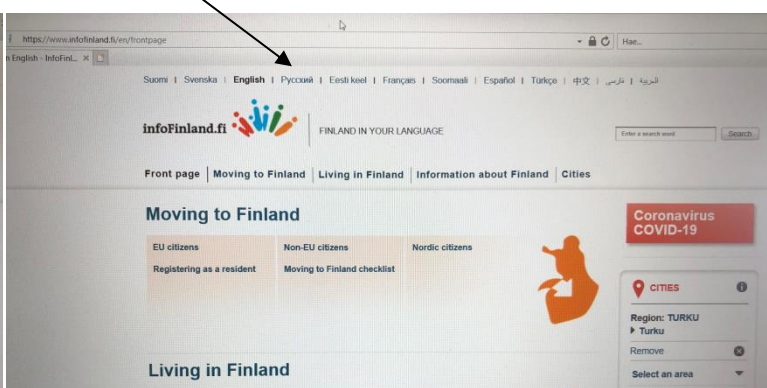 https://www.infofinland.fi/en/frontpage
Hae...
n English - InfoFinl...
Suomi | Svenska | English | Русский | Eesti keel | Français | Soomaali | Español | Türkçe | 中文 | فارسی | العربية
infoFinland.fi
FINLAND IN YOUR LANGUAGE
Enter a search word
Search
Front page | Moving to Finland | Living in Finland | Information about Finland | Cities
Moving to Finland
EU citizens
Non-EU citizens
Nordic citizens
Registering as a resident
Moving to Finland checklist
Coronavirus
COVID-19
CITIES
Region: TURKU
Turku
Remove
Select an area
Living in Finland